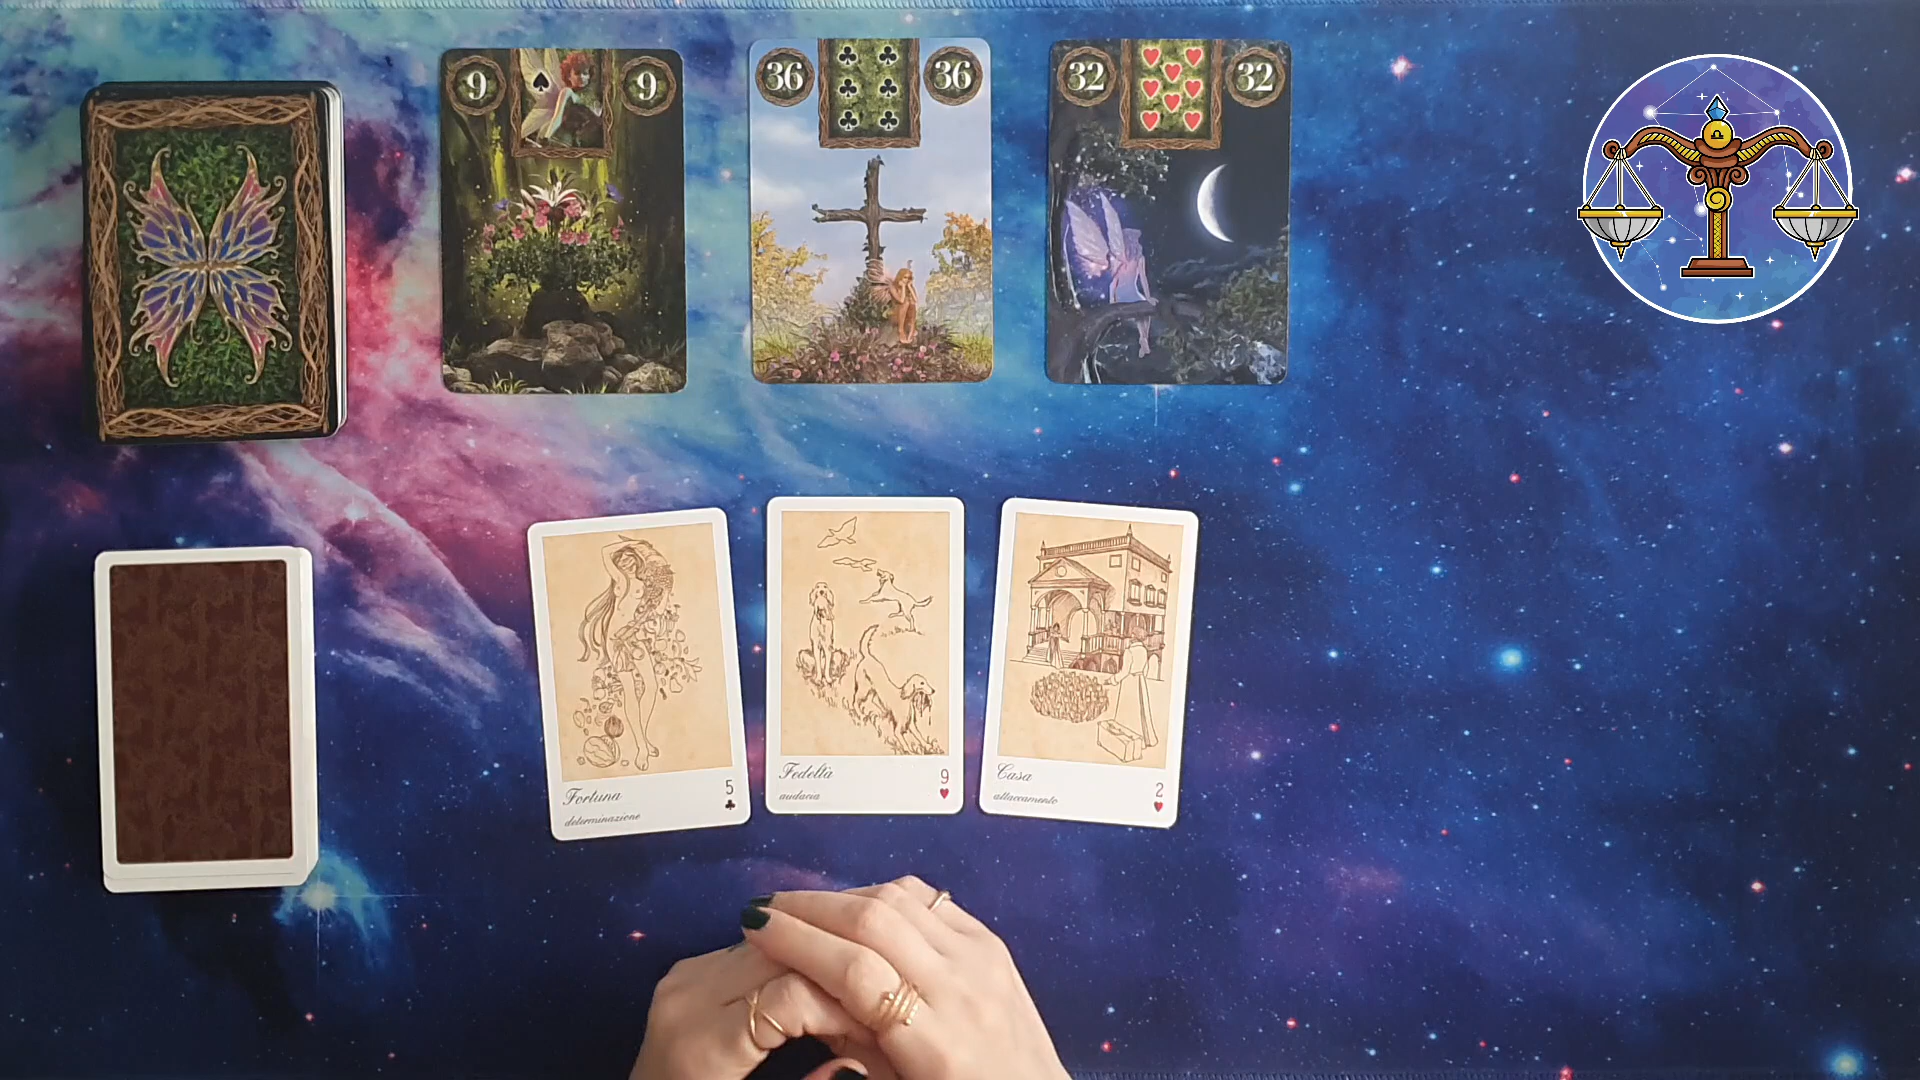 9 9
36 36
32 32
Fortuna
determinazione
5
Fedeltà
audacia
9
Casa
attaccamento
2